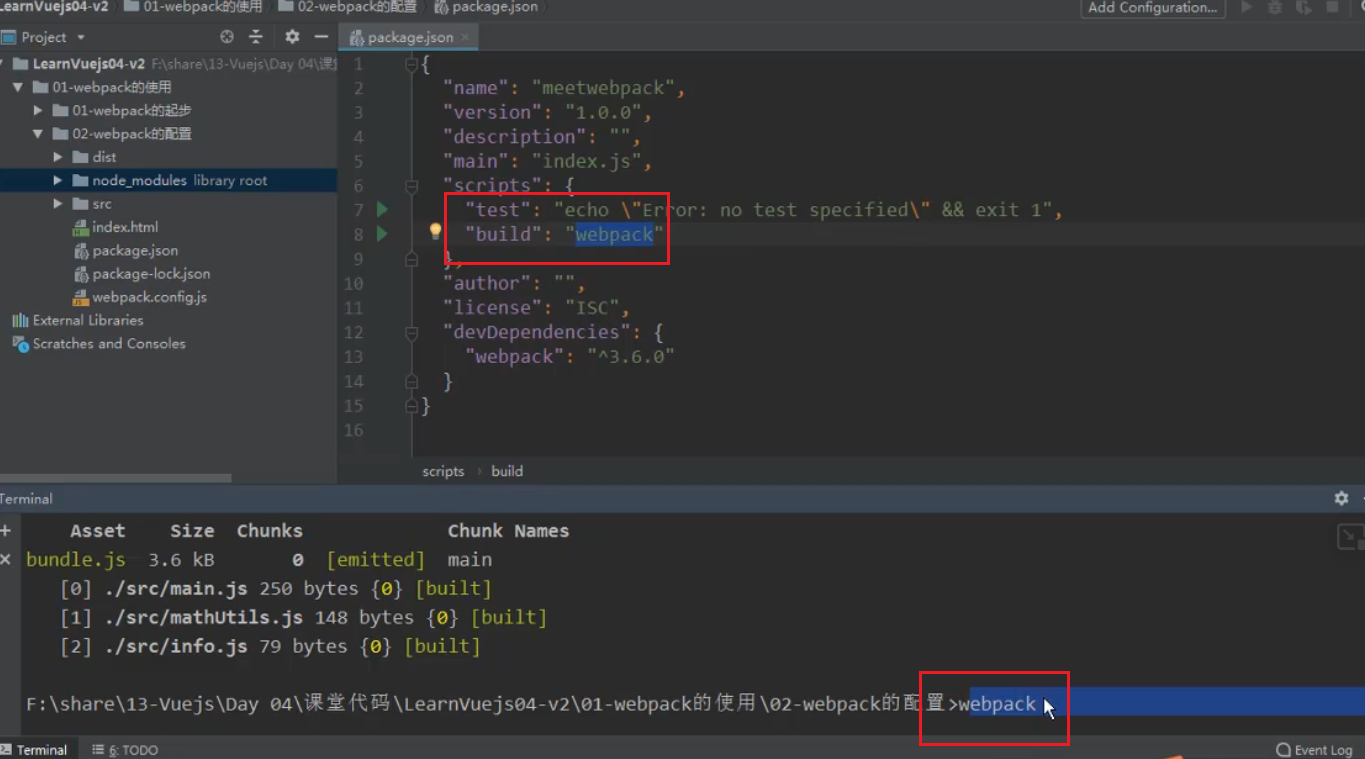 LearnVuejs04-v2 01-webpack的使用 02-webpack的配置 package.json
Add Configuration...
Project
package.json
LearnVuejs04-v2 F:\share\13-Vuejs\Day 04\课
01-webpack的使用
01-webpack的起步
02-webpack的配置
dist
node_modules library root
src
index.html
package.json
package-lock.json
webpack.config.js
External Libraries
Scratches and Consoles
1 {
2 "name": "meetwebpack",
3 "version": "1.0.0",
4 "description": "",
5 "main": "index.js",
6 "scripts": {
7 "test": "echo \"Error: no test specified\" && exit 1",
8 "build": "webpack"
9 },
10 "author": "",
11 "license": "ISC",
12 "devDependencies": {
13 "webpack": "^3.6.0"
14 }
15 }
16
scripts › build
Terminal
Asset Size Chunks Chunk Names
bundle.js 3.6 kB 0 [emitted] main
[0] ./src/main.js 250 bytes {0} [built]
[1] ./src/mathUtils.js 148 bytes {0} [built]
[2] ./src/info.js 79 bytes {0} [built]
F:\share\13-Vuejs\Day 04\课堂代码\LearnVuejs04-v2\01-webpack的使用\02-webpack的配置>webpack
Terminal 6: TODO Event Log